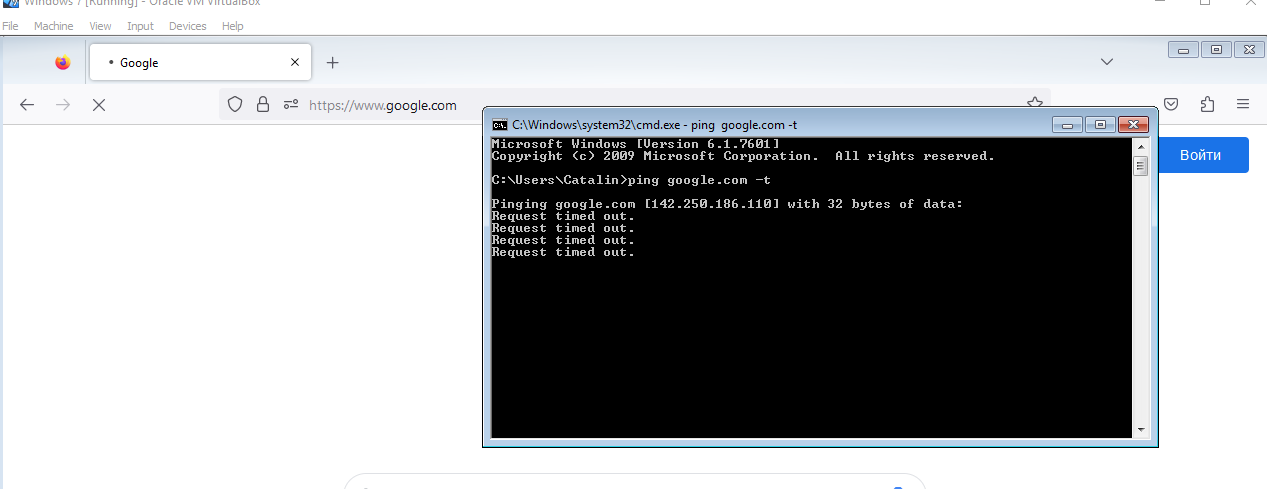 Windows 7 [Running] - Oracle VM VirtualBox
File Machine View Input Devices Help
Google
https://www.google.com
C:\Windows\system32\cmd.exe - ping  google.com -t
Microsoft Windows [Version 6.1.7601]
Copyright (c) 2009 Microsoft Corporation.  All rights reserved.
C:\Users\Catalin>ping google.com -t
Pinging google.com [142.250.186.110] with 32 bytes of data:
Request timed out.
Request timed out.
Request timed out.
Request timed out.
Войти